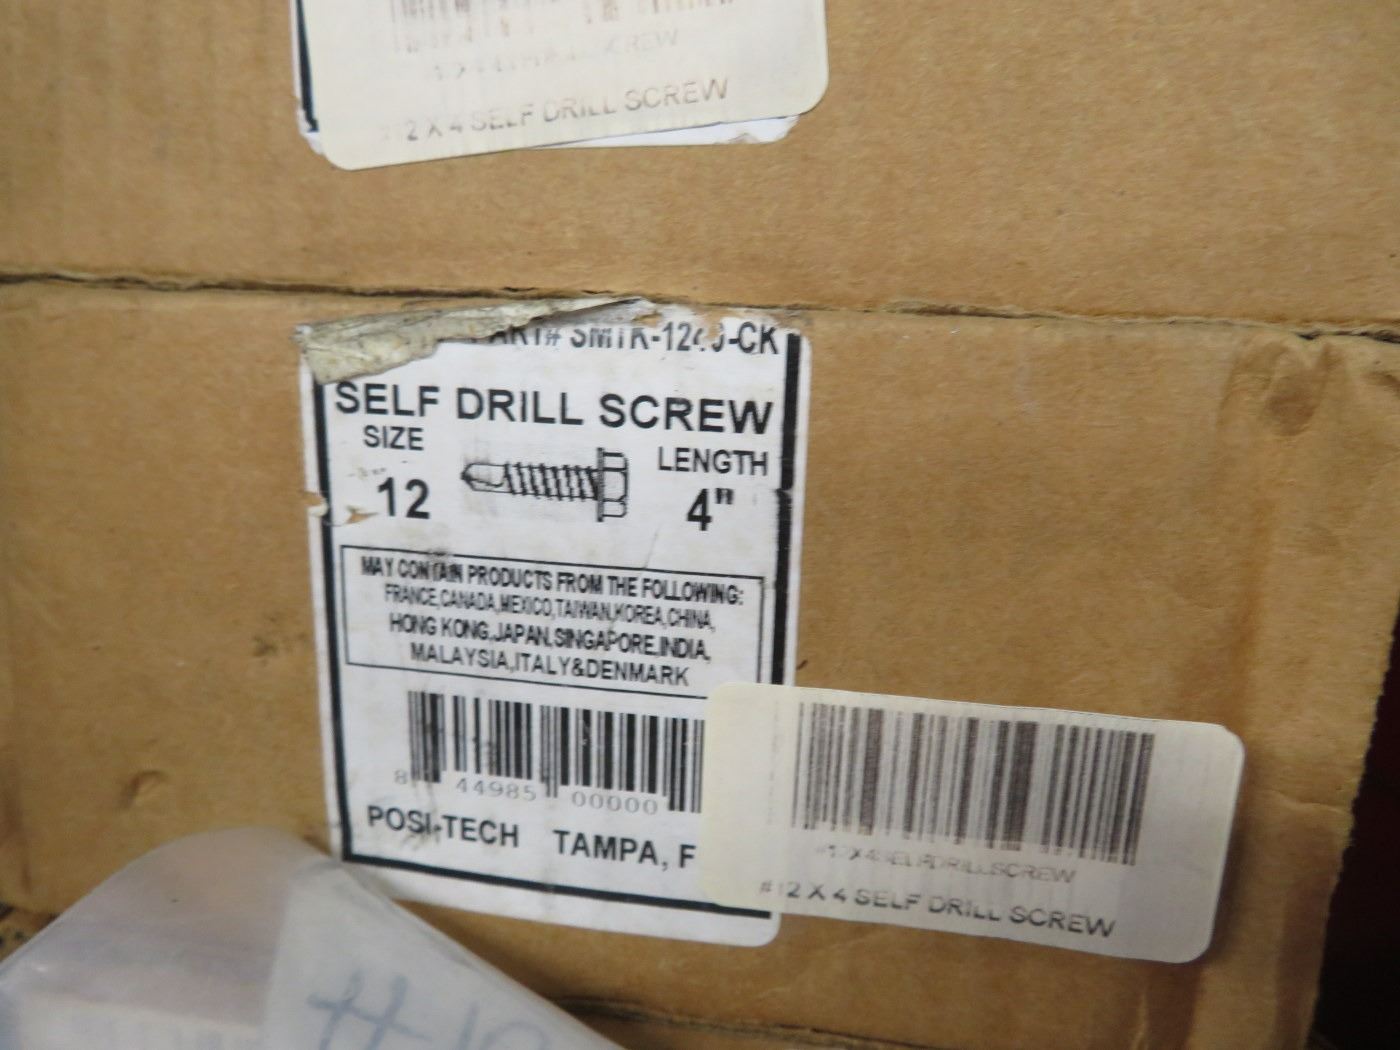 2 X 4 SELF DRILL SCREW
SELF DRILL SCREW
SIZE
LENGTH
12
4"
MAY CONTAIN PRODUCTS FROM THE FOLLOWING:
FRANCE,CANADA,MEXICO,TAIWAN,KOREA,CHINA,
HONG KONG,JAPAN,SINGAPORE,INDIA,
MALAYSIA,ITALY&DENMARK
8 44985 00000
POSI-TECH TAMPA, F
#12X4SELFDRILLSCREW
#12 X 4 SELF DRILL SCREW